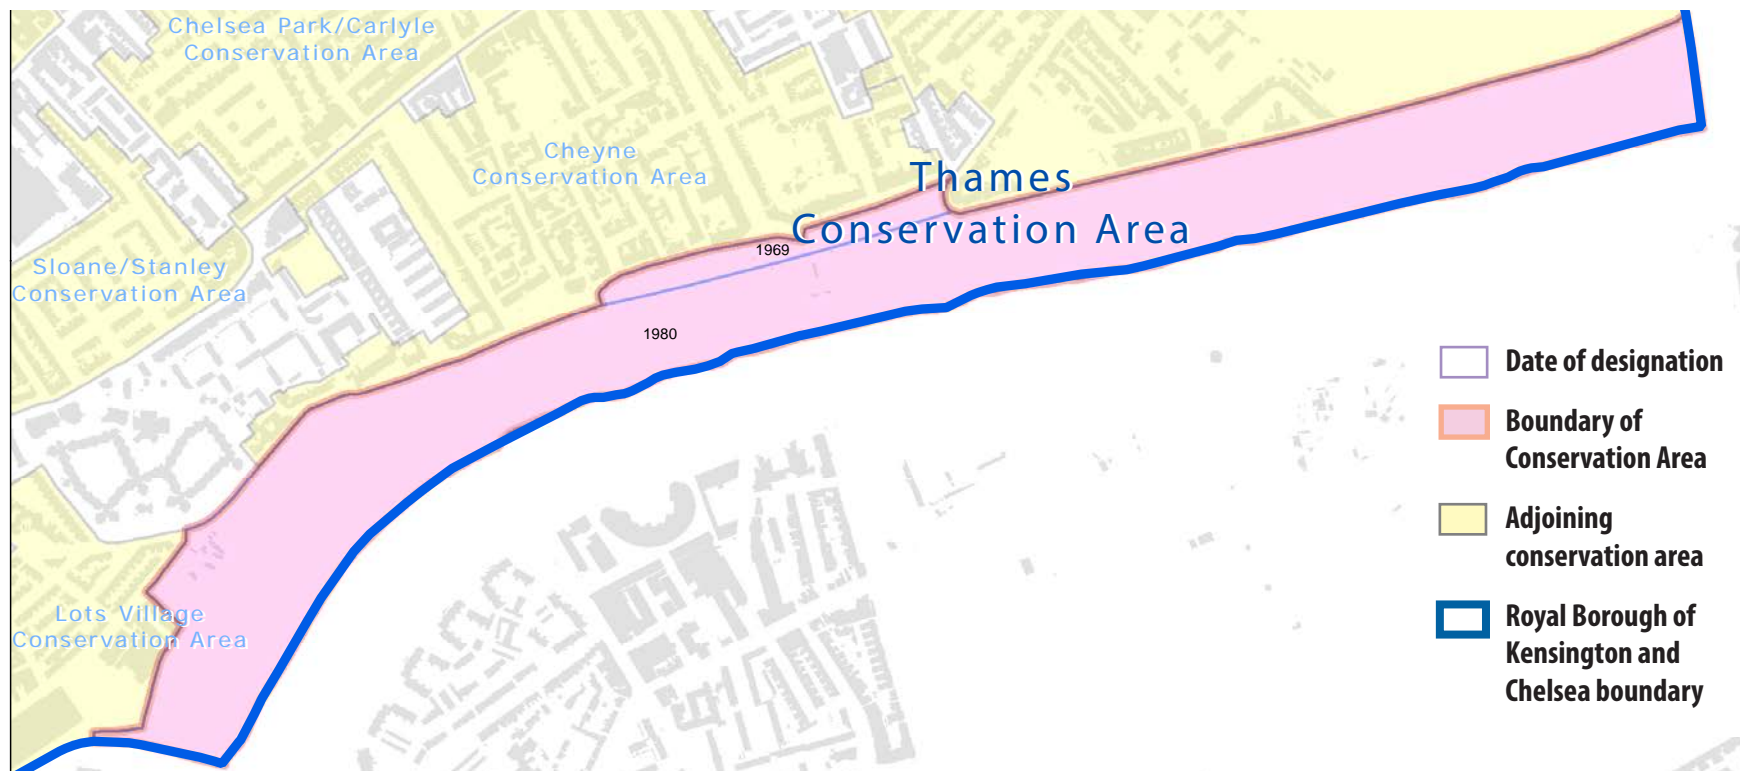 Chelsea Park/Carlyle
Conservation Area
Cheyne
Conservation Area
Thames
Conservation Area
1969
Sloane/Stanley
Conservation Area
1980
Lots Village
Conservation Area
Date of designation
Boundary of
Conservation Area
Adjoining
conservation area
Royal Borough of
Kensington and
Chelsea boundary